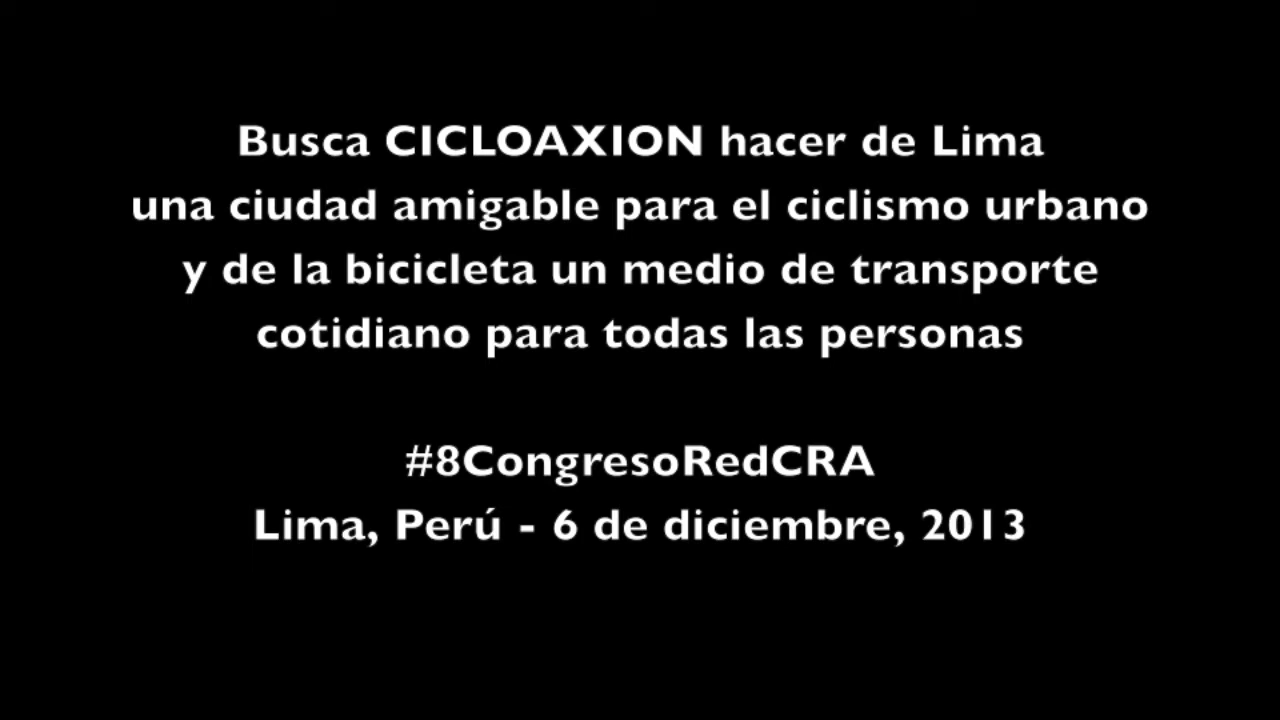 Busca CICLOAXION hacer de Lima
una ciudad amigable para el ciclismo urbano
y de la bicicleta un medio de transporte
cotidiano para todas las personas
#8CongresoRedCRA
Lima, Perú - 6 de diciembre, 2013